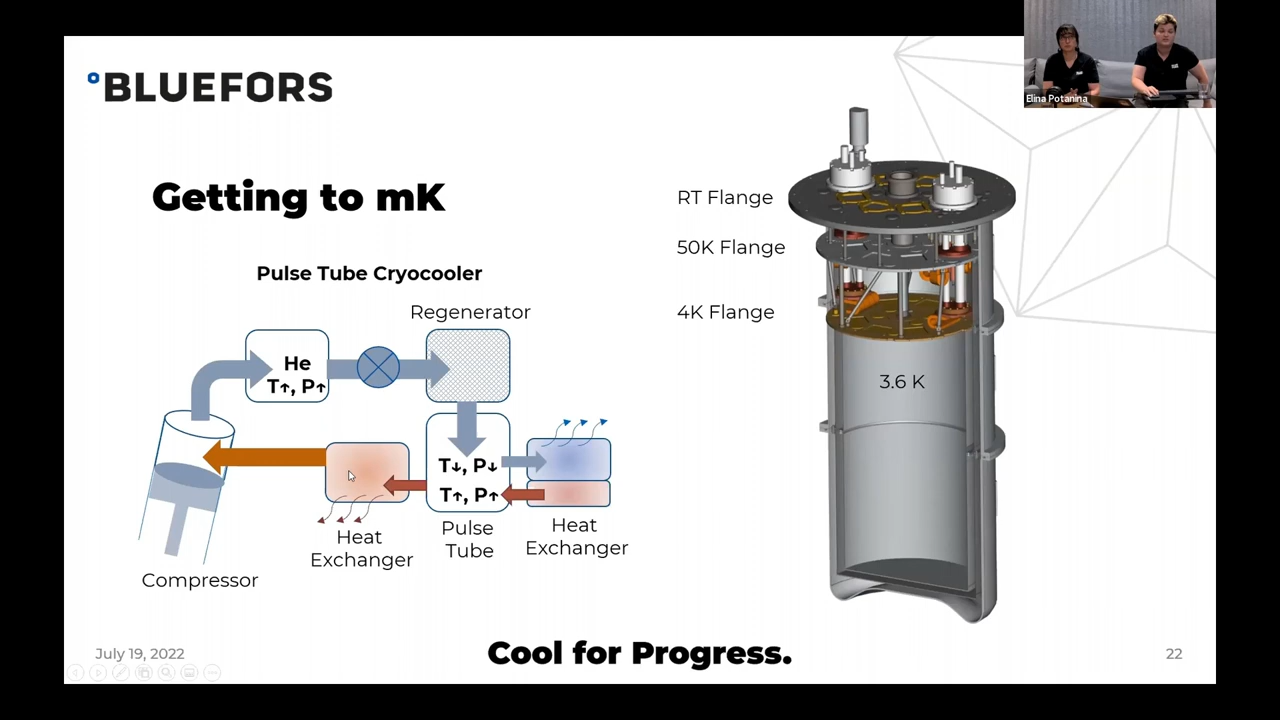 °BLUEFORS
Elina Potanina
Getting to mK
RT Flange
50K Flange
4K Flange
3.6 K
Pulse Tube Cryocooler
Regenerator
He
T↑, P↑
T↓, P↓
T↑, P↑
Heat
Exchanger
Pulse
Tube
Heat
Exchanger
Compressor
July 19, 2022
Cool for Progress.
22